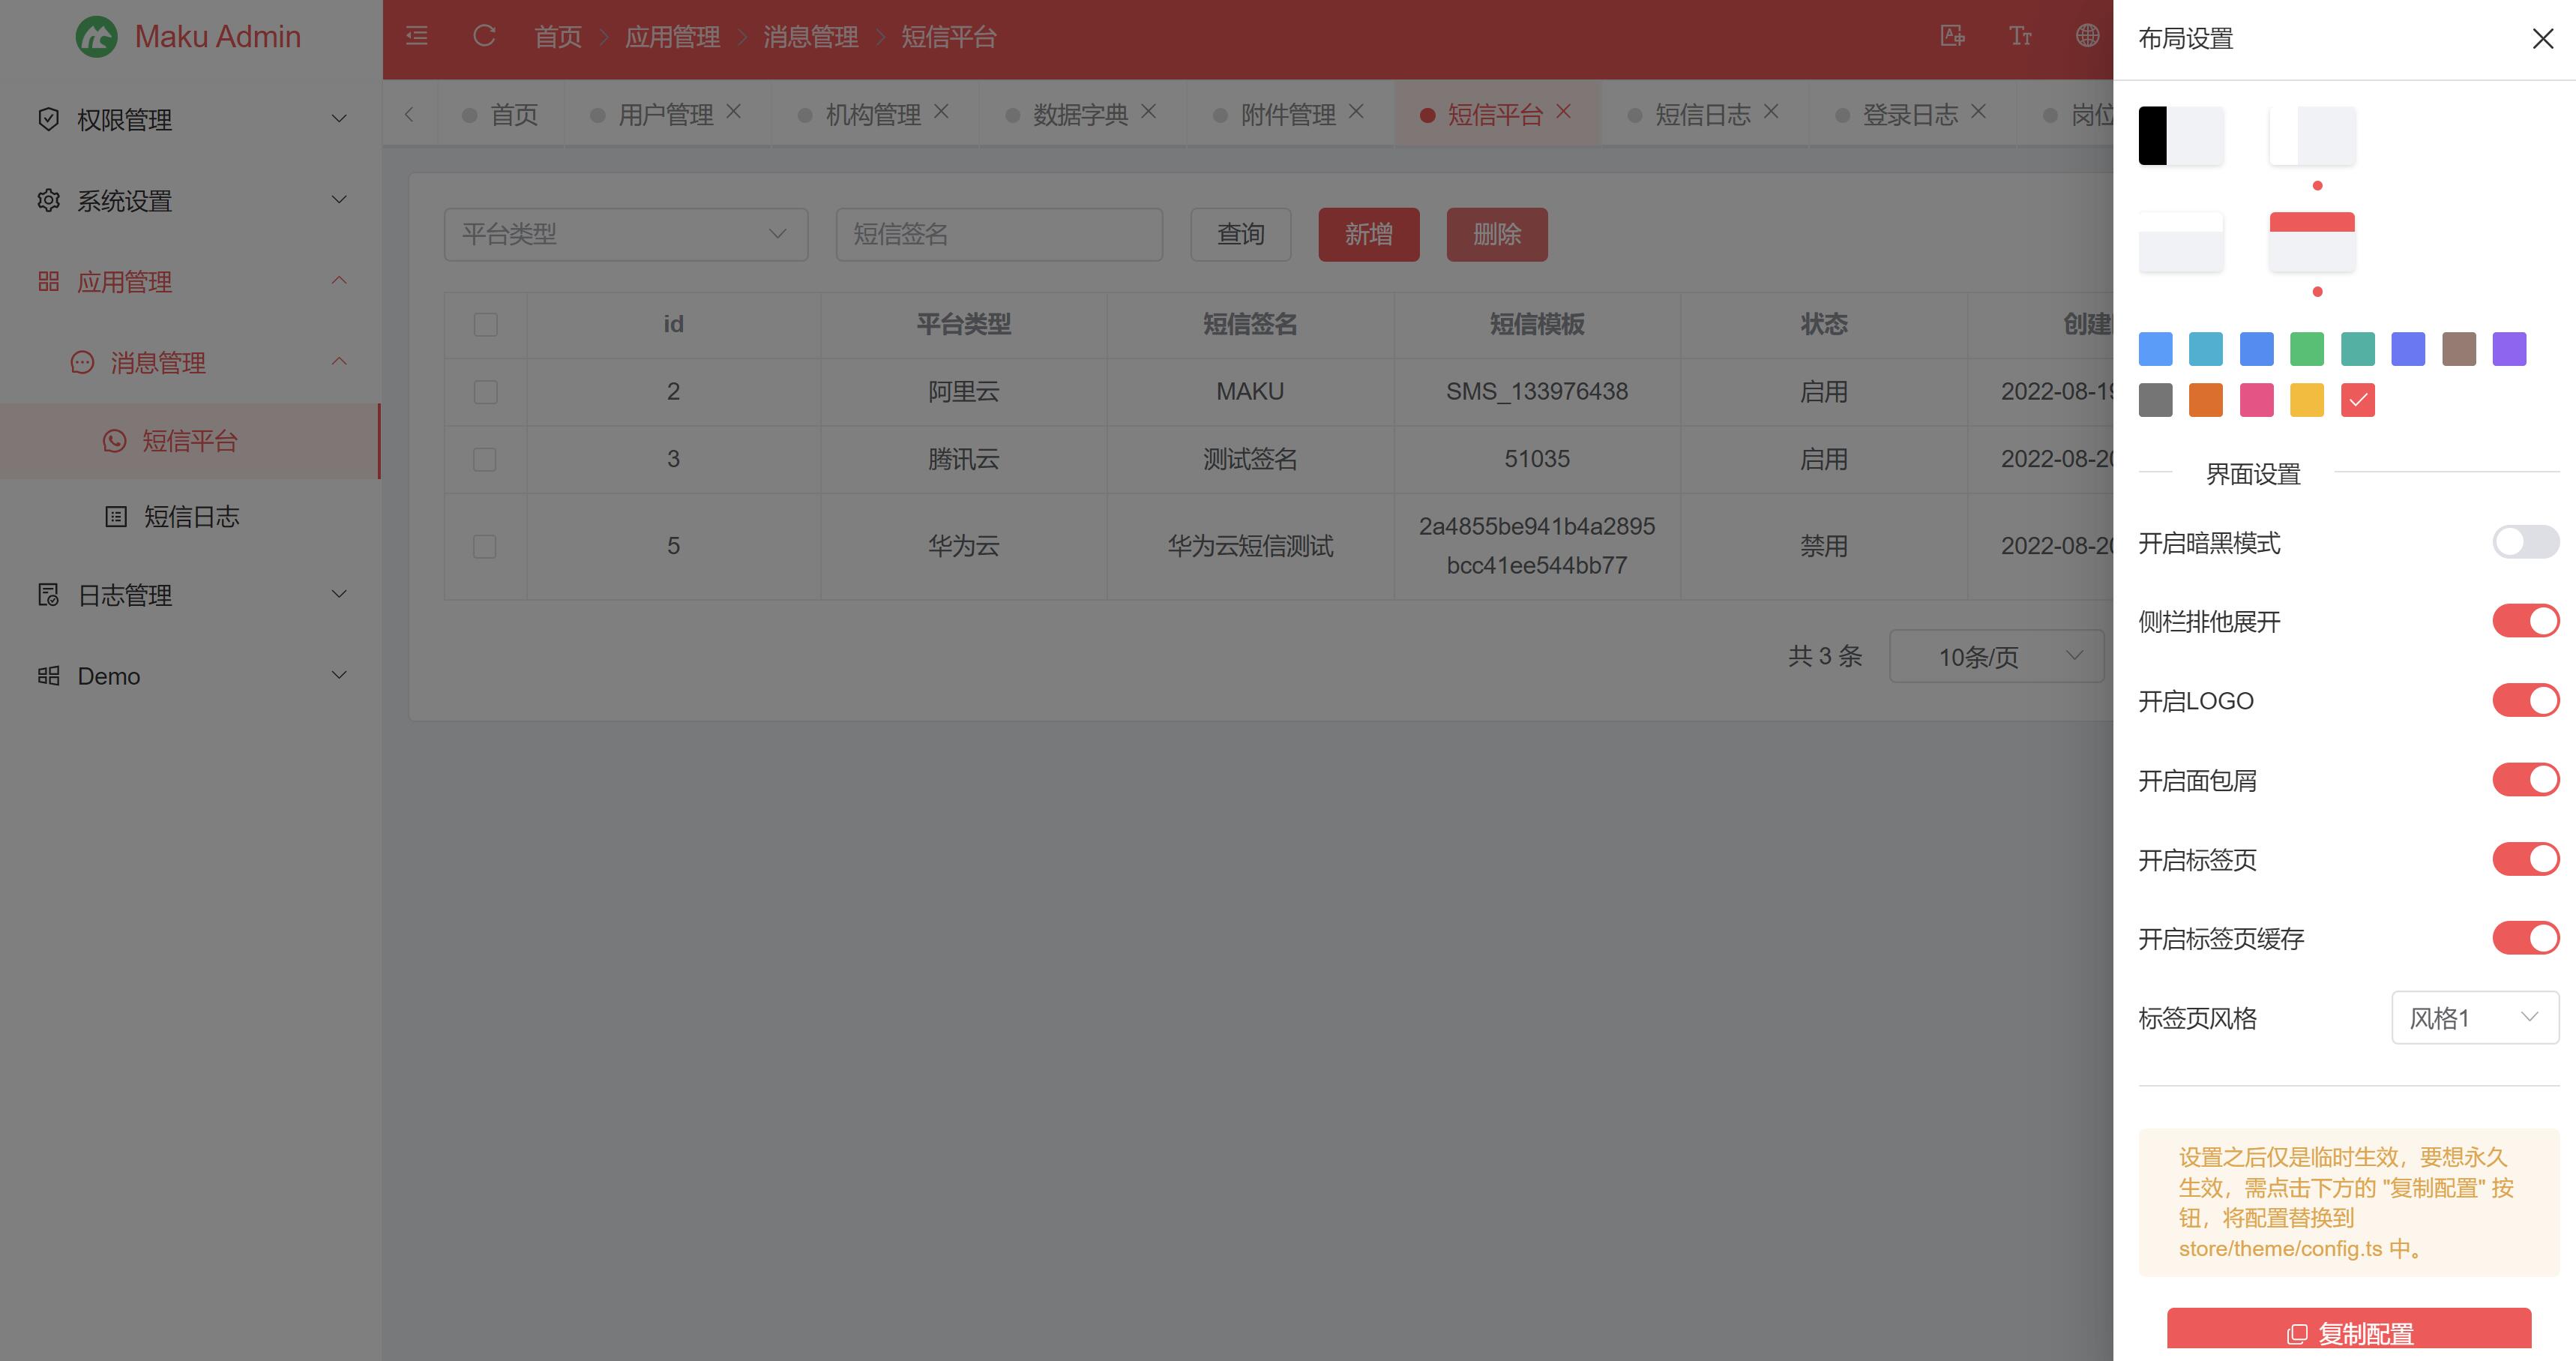 Maku Admin
首页
应用管理
消息管理
短信平台
权限管理
系统设置
应用管理
消息管理
短信平台
短信日志
日志管理
Demo
首页
用户管理
机构管理
数据字典
附件管理
短信平台
短信日志
登录日志
岗位
平台类型
短信签名
查询
新增
删除
id 平台类型 短信签名 短信模板 状态 创建
2 阿里云 MAKU SMS_133976438 启用 2022-08-19
3 腾讯云 测试签名 51035 启用 2022-08-20
5 华为云 华为云短信测试 2a4855be941b4a2895 禁用 2022-08-20
bcc41ee544bb77
共 3 条
10条/页
布局设置
界面设置
开启暗黑模式
侧栏排他展开
开启LOGO
开启面包屑
开启标签页
开启标签页缓存
标签页风格
风格1
设置之后仅是临时生效，要想永久
生效，需点击下方的 "复制配置" 按
钮，将配置替换到
store/theme/config.ts 中。
复制配置